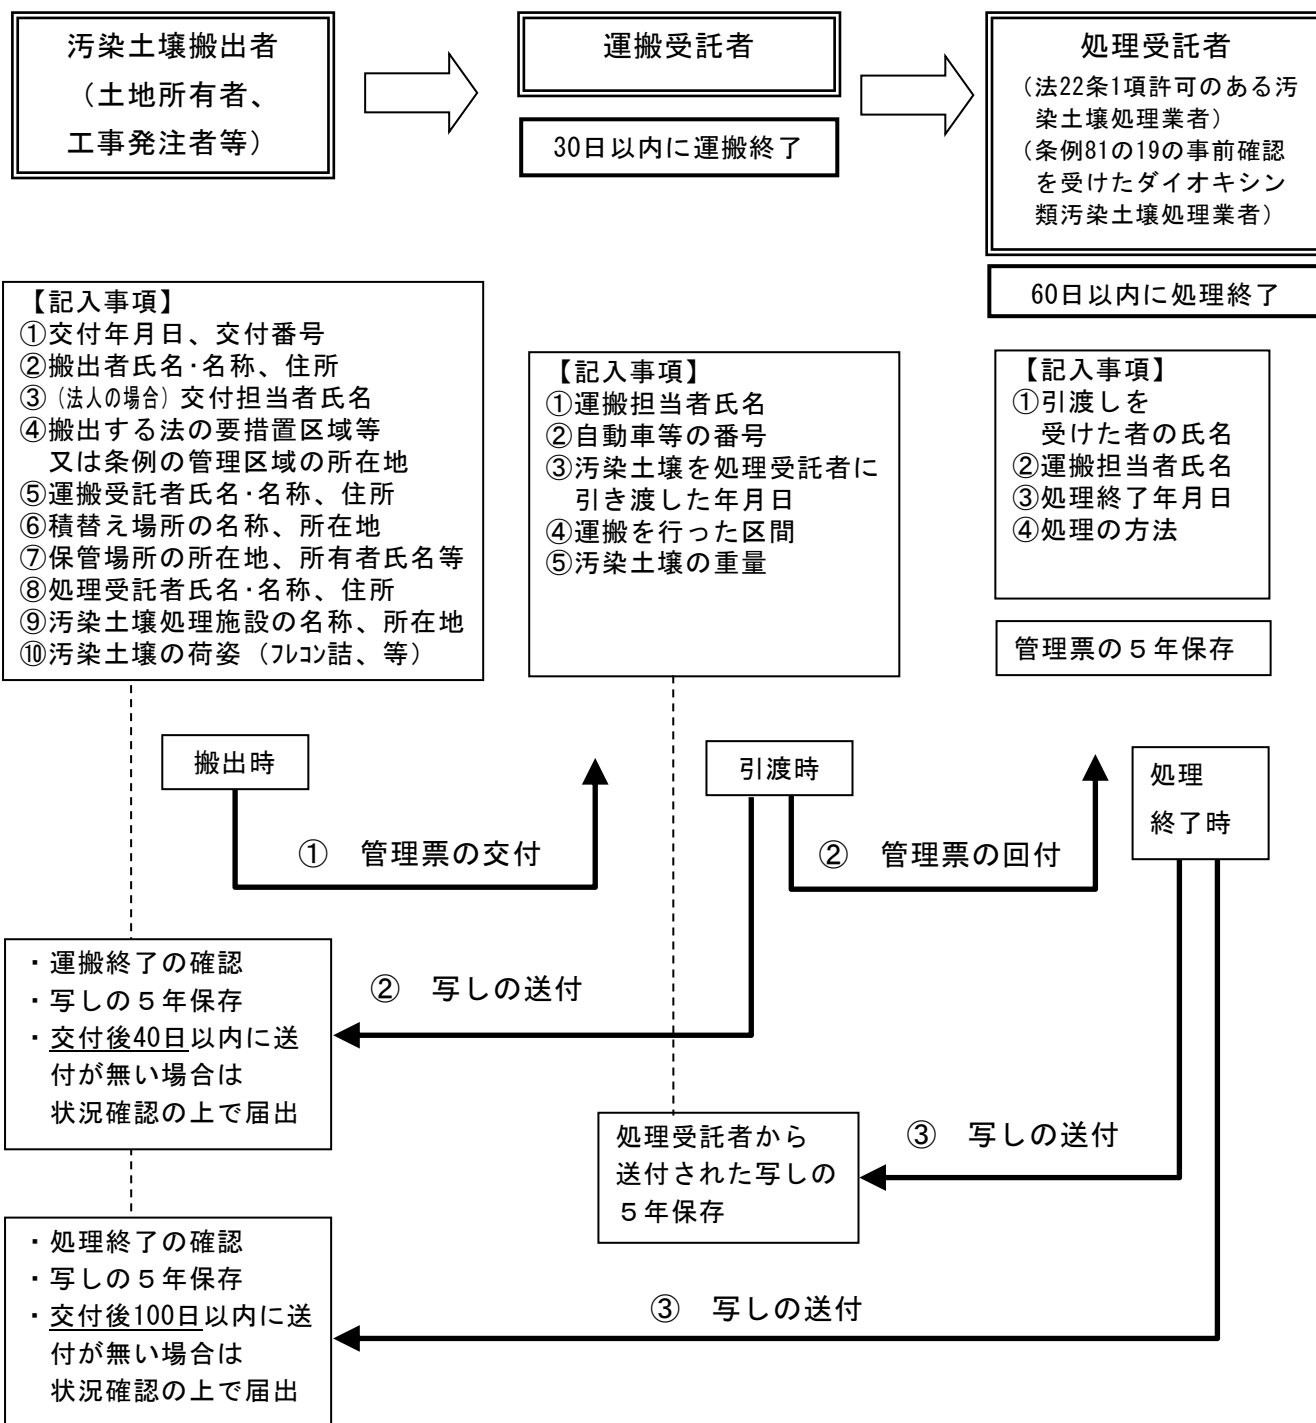 汚染土壌搬出者
（土地所有者、
工事発注者等）
運搬受託者
30日以内に運搬終了
処理受託者
（法22条1項許可のある汚
染土壌処理業者）
（条例81の19の事前確認
を受けたダイオキシン
類汚染土壌処理業者）
60日以内に処理終了
【記入事項】
①交付年月日、交付番号
②搬出者氏名・名称、住所
③（法人の場合）交付担当者氏名
④搬出する法の要措置区域等
又は条例の管理区域の所在地
⑤運搬受託者氏名・名称、住所
⑥積替え場所の名称、所在地
⑦保管場所の所在地、所有者氏名等
⑧処理受託者氏名・名称、住所
⑨汚染土壌処理施設の名称、所在地
⑩汚染土壌の荷姿（フレコン詰、等）
【記入事項】
①運搬担当者氏名
②自動車等の番号
③汚染土壌を処理受託者に
引き渡した年月日
④運搬を行った区間
⑤汚染土壌の重量
【記入事項】
①引渡しを
受けた者の氏名
②運搬担当者氏名
③処理終了年月日
④処理の方法
管理票の５年保存
搬出時
引渡時
処理
終了時
①　管理票の交付
②　管理票の回付
・運搬終了の確認
・写しの５年保存
・交付後40日以内に送
付が無い場合は
状況確認の上で届出
②　写しの送付
処理受託者から
送付された写しの
５年保存
③　写しの送付
・処理終了の確認
・写しの５年保存
・交付後100日以内に送
付が無い場合は
状況確認の上で届出
③　写しの送付